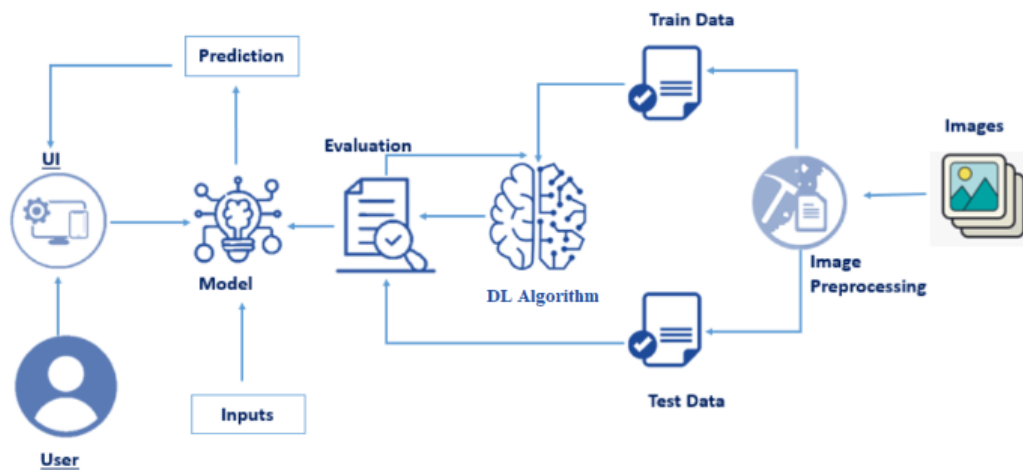 Train Data
Prediction
Images
Evaluation
UI
Model
Image
Preprocessing
DL Algorithm
Inputs
Test Data
User